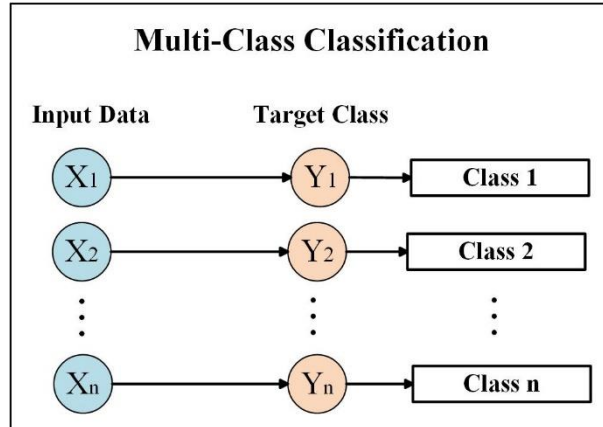 Multi-Class Classification
Input Data Target Class
X1 Y1 Class 1
X2 Y2 Class 2
Xn Yn Class n